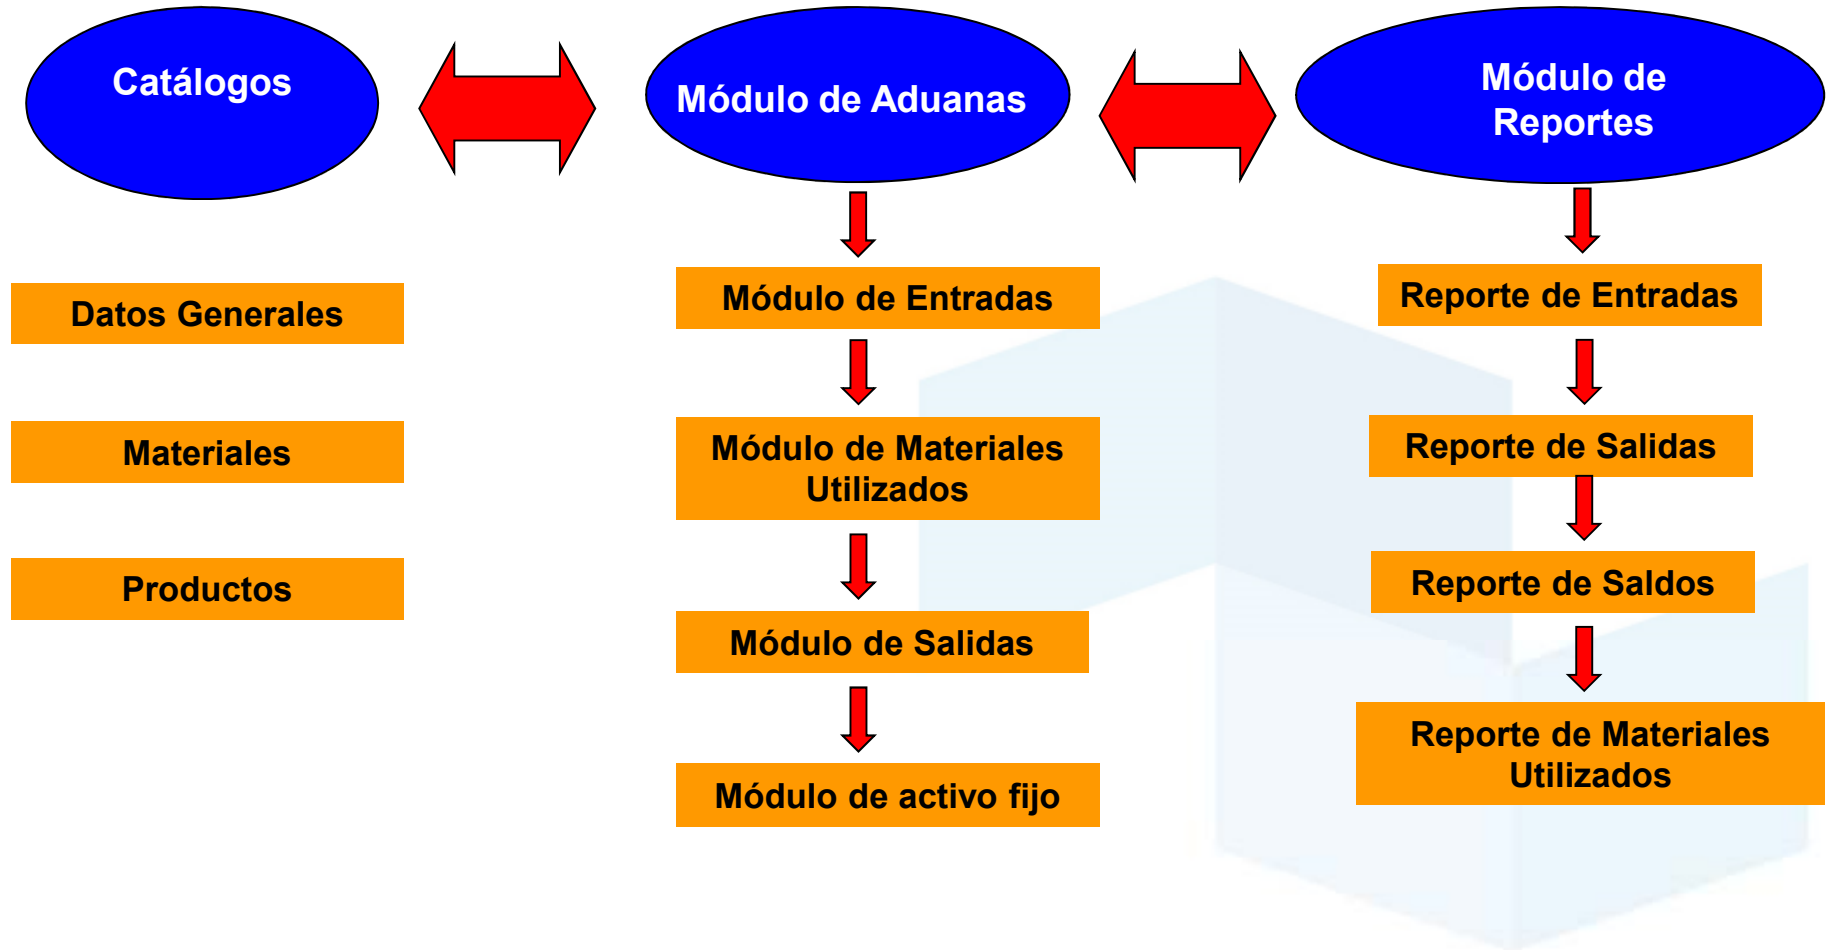 Catálogos
Módulo de Aduanas
Módulo de
Reportes
Datos Generales
Materiales
Productos
Módulo de Entradas
Módulo de Materiales
Utilizados
Módulo de Salidas
Módulo de activo fijo
Reporte de Entradas
Reporte de Salidas
Reporte de Saldos
Reporte de Materiales
Utilizados